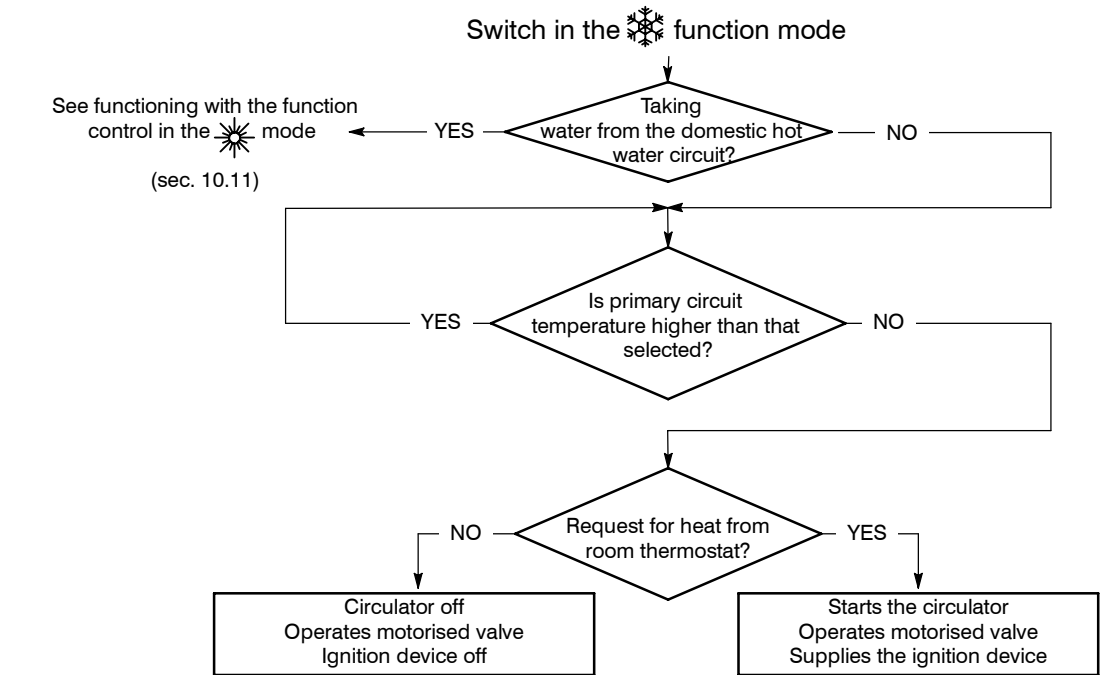 Switch in the function mode
See functioning with the function
control in the mode
(sec. 10.11)
YES
Taking
water from the domestic hot
water circuit?
NO
YES
Is primary circuit
temperature higher than that
selected?
NO
NO
Request for heat from
room thermostat?
YES
Circulator off
Operates motorised valve
Ignition device off
Starts the circulator
Operates motorised valve
Supplies the ignition device